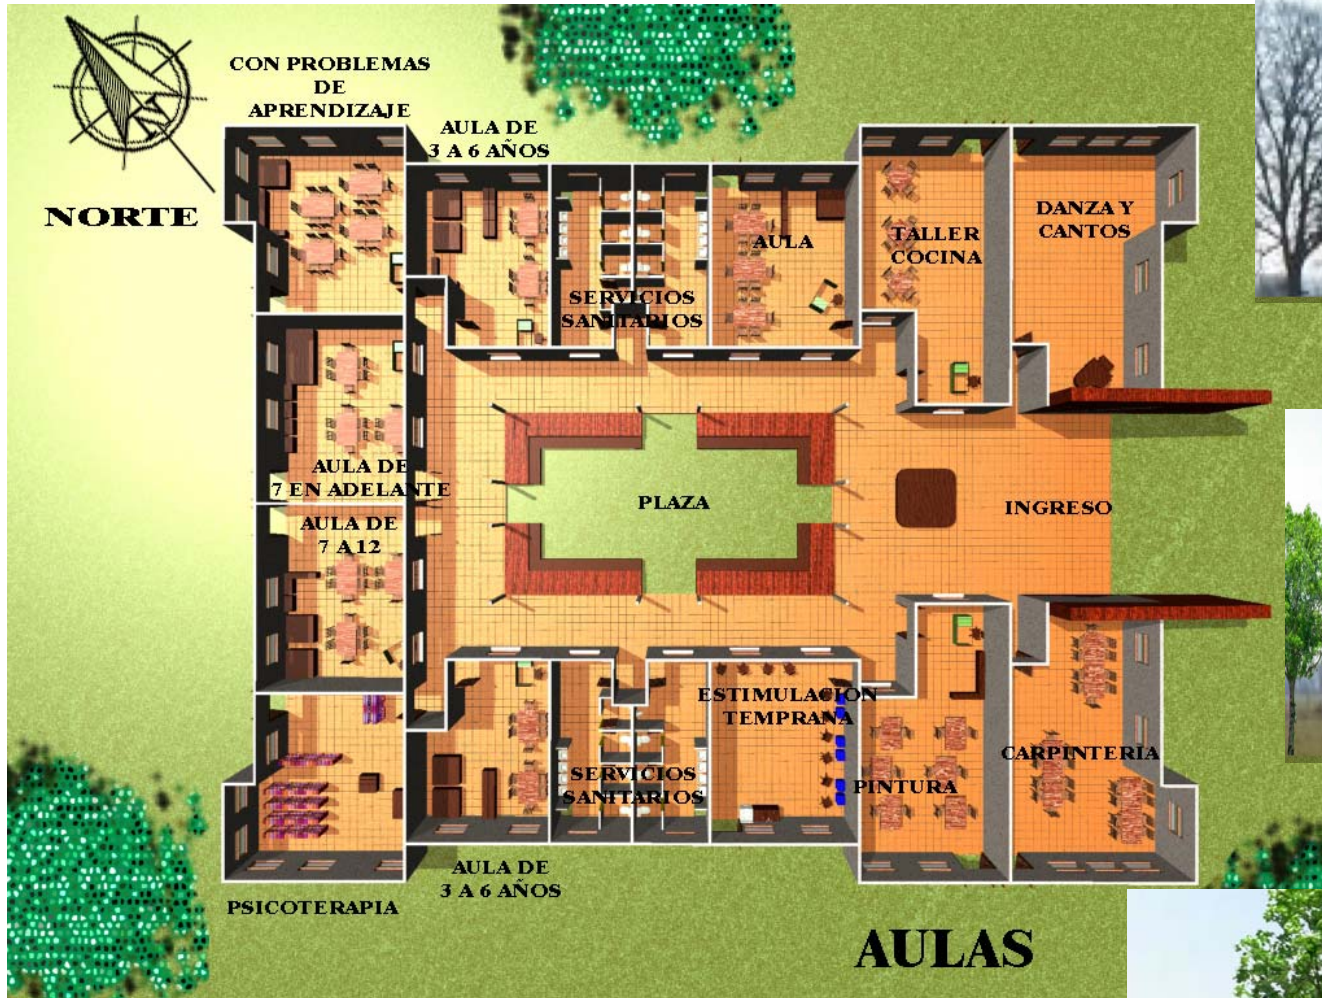 CON PROBLEMAS
DE
APRENDIZAJE
AULA DE
3 A 6 AÑOS
N
NORTE
AULA
SERVICIOS
SANITARIOS
TALLER
COCINA
DANZA Y
CANTOS
AULA DE
7 EN ADELANTE
AULA DE
7 A 12
PLAZA
INGRESO
ESTIMULACION
TEMPRANA
SERVICIOS
SANITARIOS
PINTURA
CARPINTERIA
AULA DE
3 A 6 AÑOS
PSICOTERAPIA
AULAS